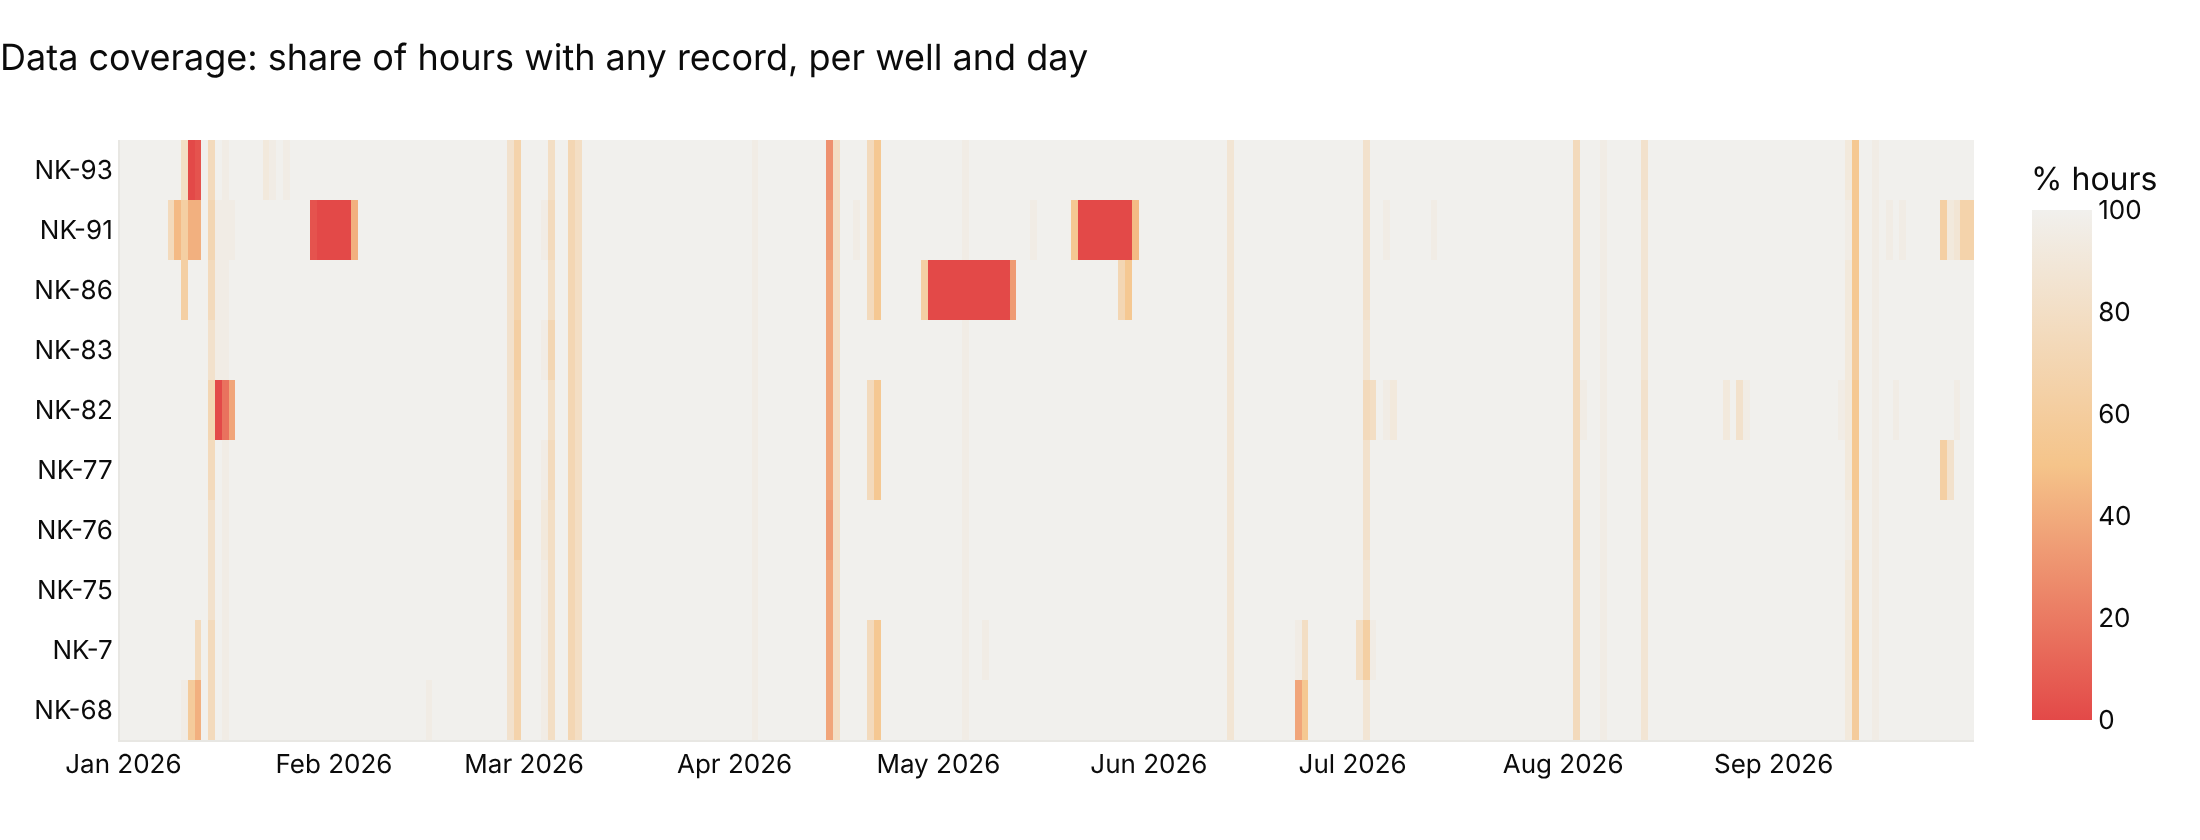 Data coverage: share of hours with any record, per well and day
% hours
NK-93
NK-91
NK-86
NK-83
NK-82
NK-77
NK-76
NK-75
NK-7
NK-68
100
80
60
40
20
0
Jan 2026 Feb 2026 Mar 2026 Apr 2026 May 2026 Jun 2026 Jul 2026 Aug 2026 Sep 2026